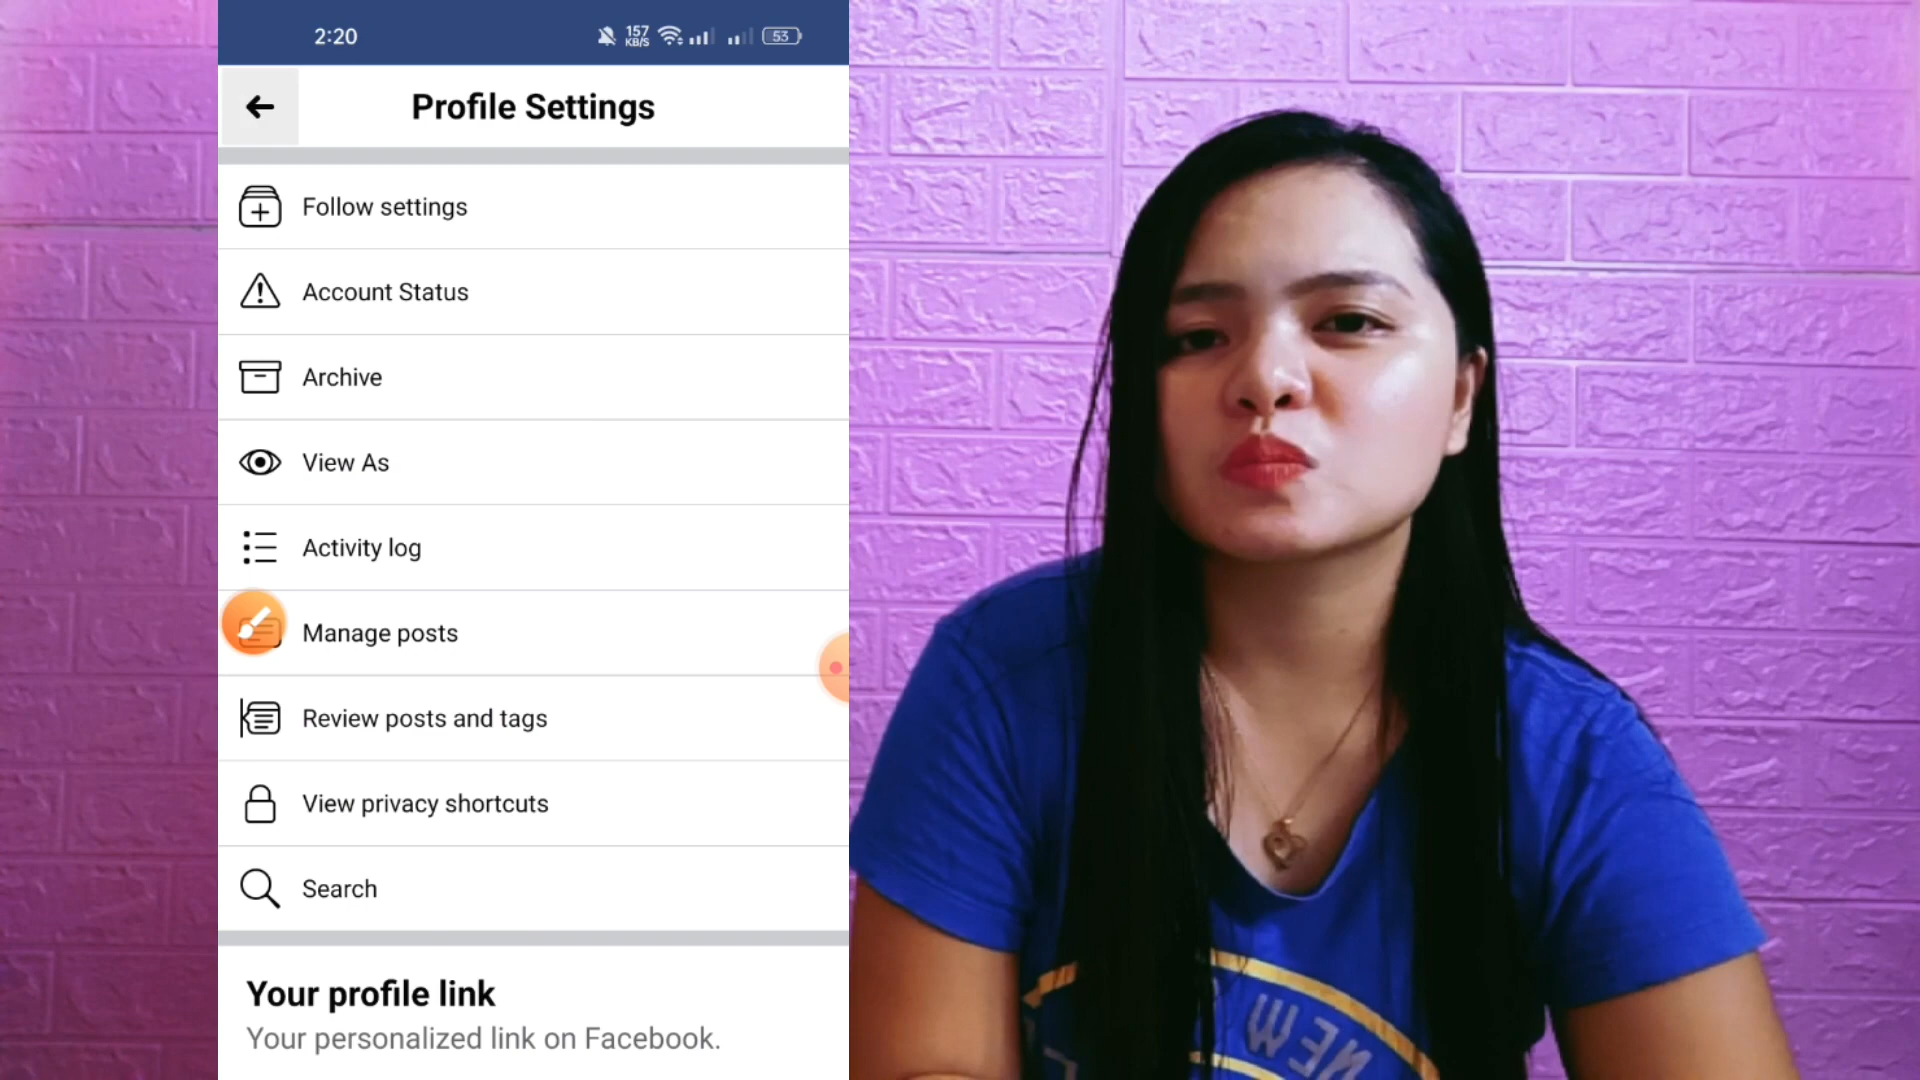 2:20
157
KB/S
53
Profile Settings
Follow settings
Account Status
Archive
View As
Activity log
Manage posts
Review posts and tags
View privacy shortcuts
Search
Your profile link
Your personalized link on Facebook.
NEW